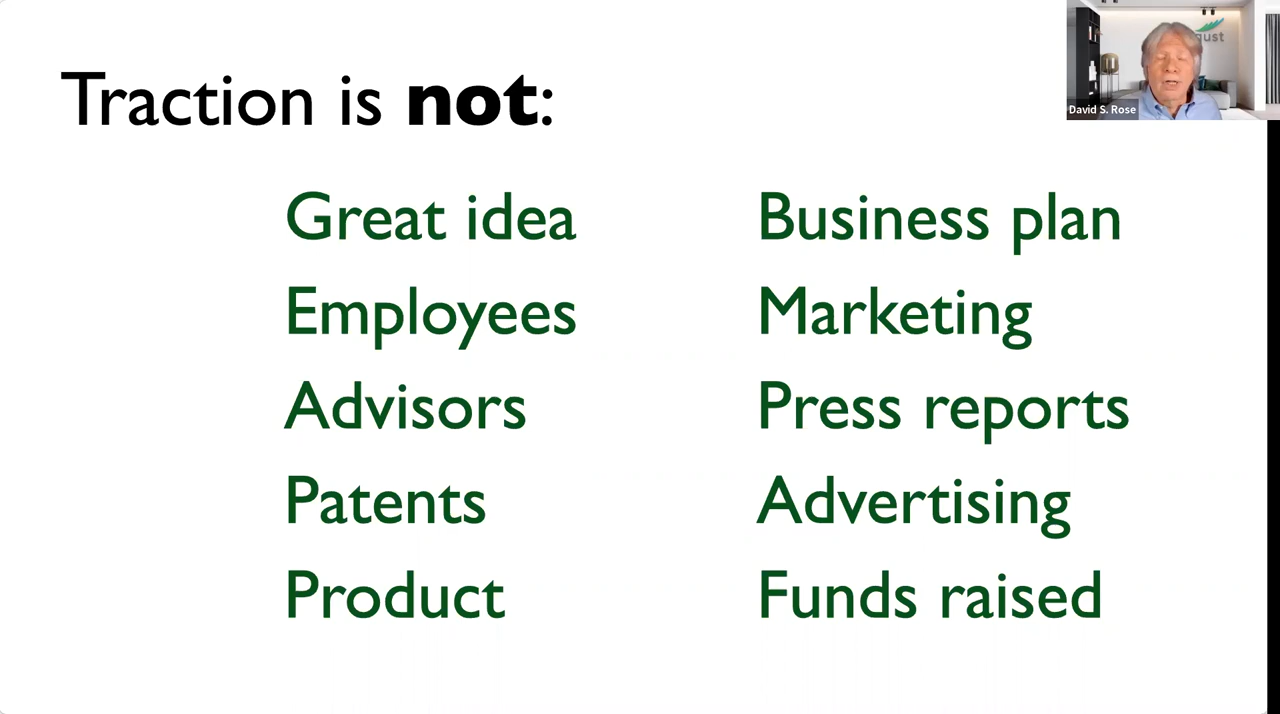 Traction is not:
Great idea
Employees
Advisors
Patents
Product
Business plan
Marketing
Press reports
Advertising
Funds raised
gust
David S. Rose